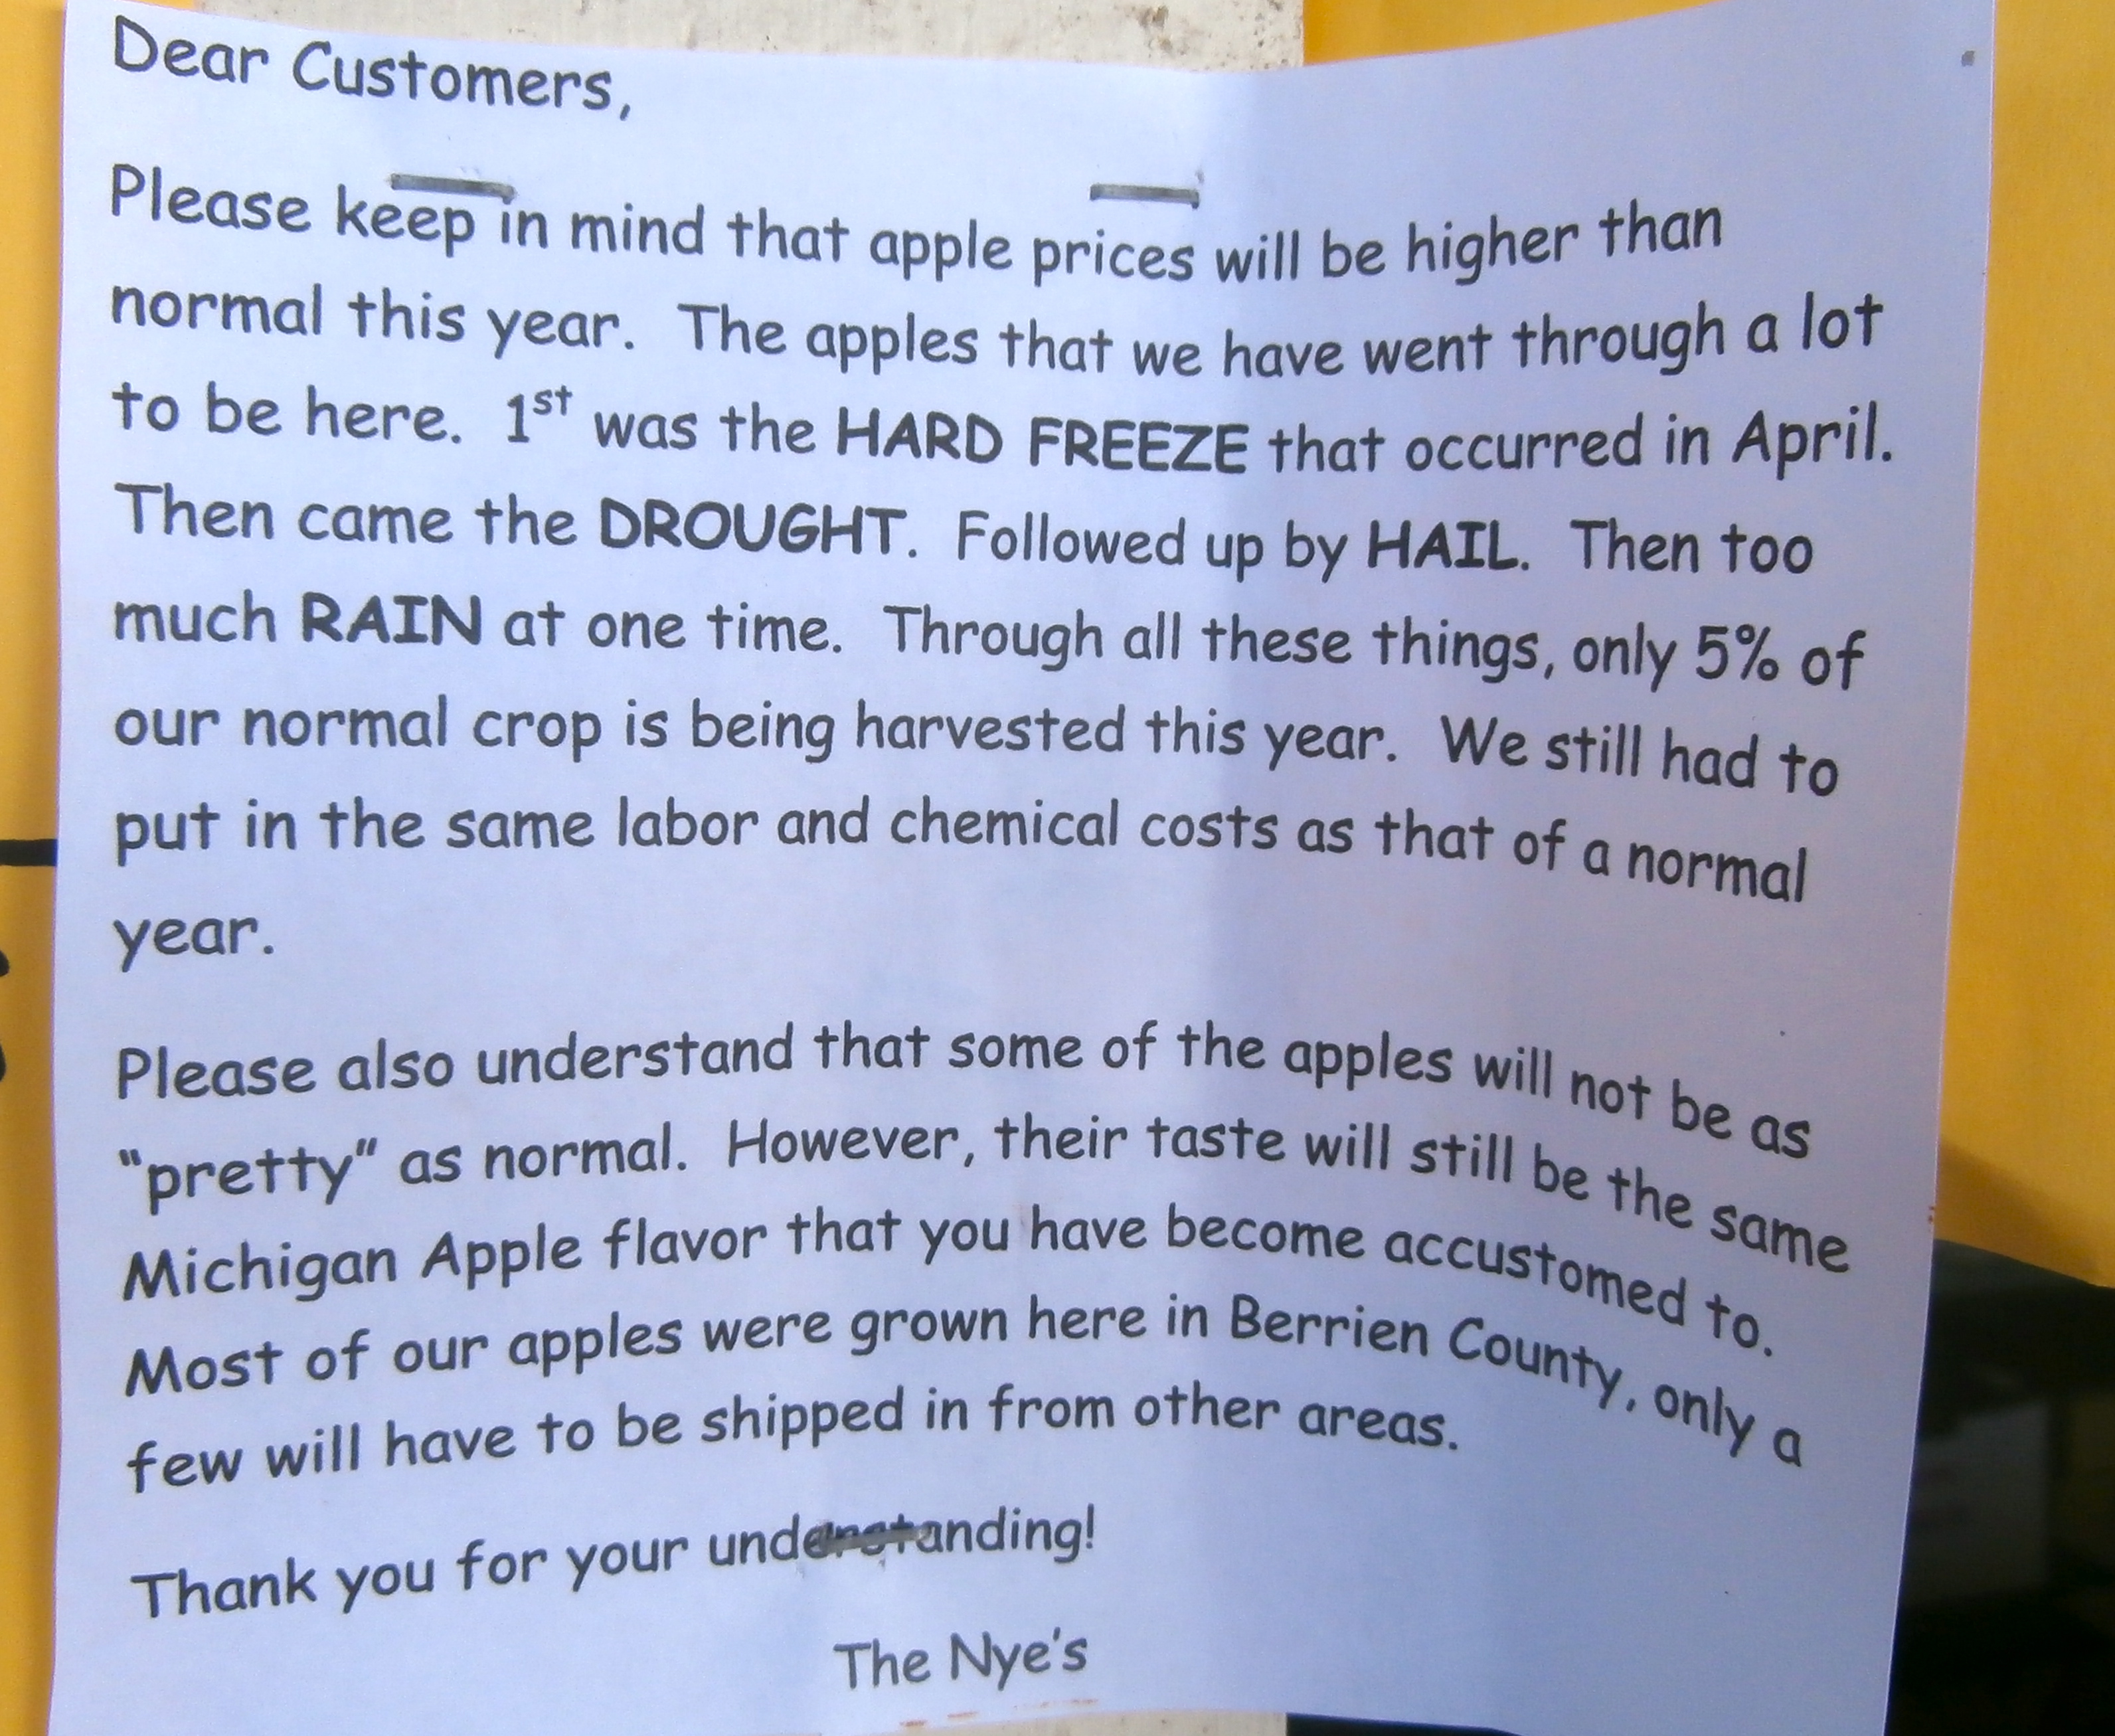 Dear Customers,
Please keep in mind that apple prices will be higher than
normal this year. The apples that we have went through a lot
to be here. 1st was the HARD FREEZE that occurred in April.
Then came the DROUGHT. Followed up by HAIL. Then too
much RAIN at one time. Through all these things, only 5% of
our normal crop is being harvested this year. We still had to
put in the same labor and chemical costs as that of a normal
year.
Please also understand that some of the apples will not be as
"pretty" as normal. However, their taste will still be the same
Michigan Apple flavor that you have become accustomed to.
Most of our apples were grown here in Berrien County, only a
few will have to be shipped in from other areas.
Thank you for your understanding!
The Nye's